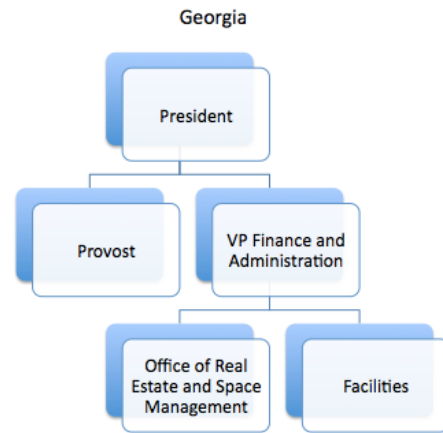 Georgia
President
Provost
VP Finance and
Administration
Office of Real
Estate and Space
Management
Facilities